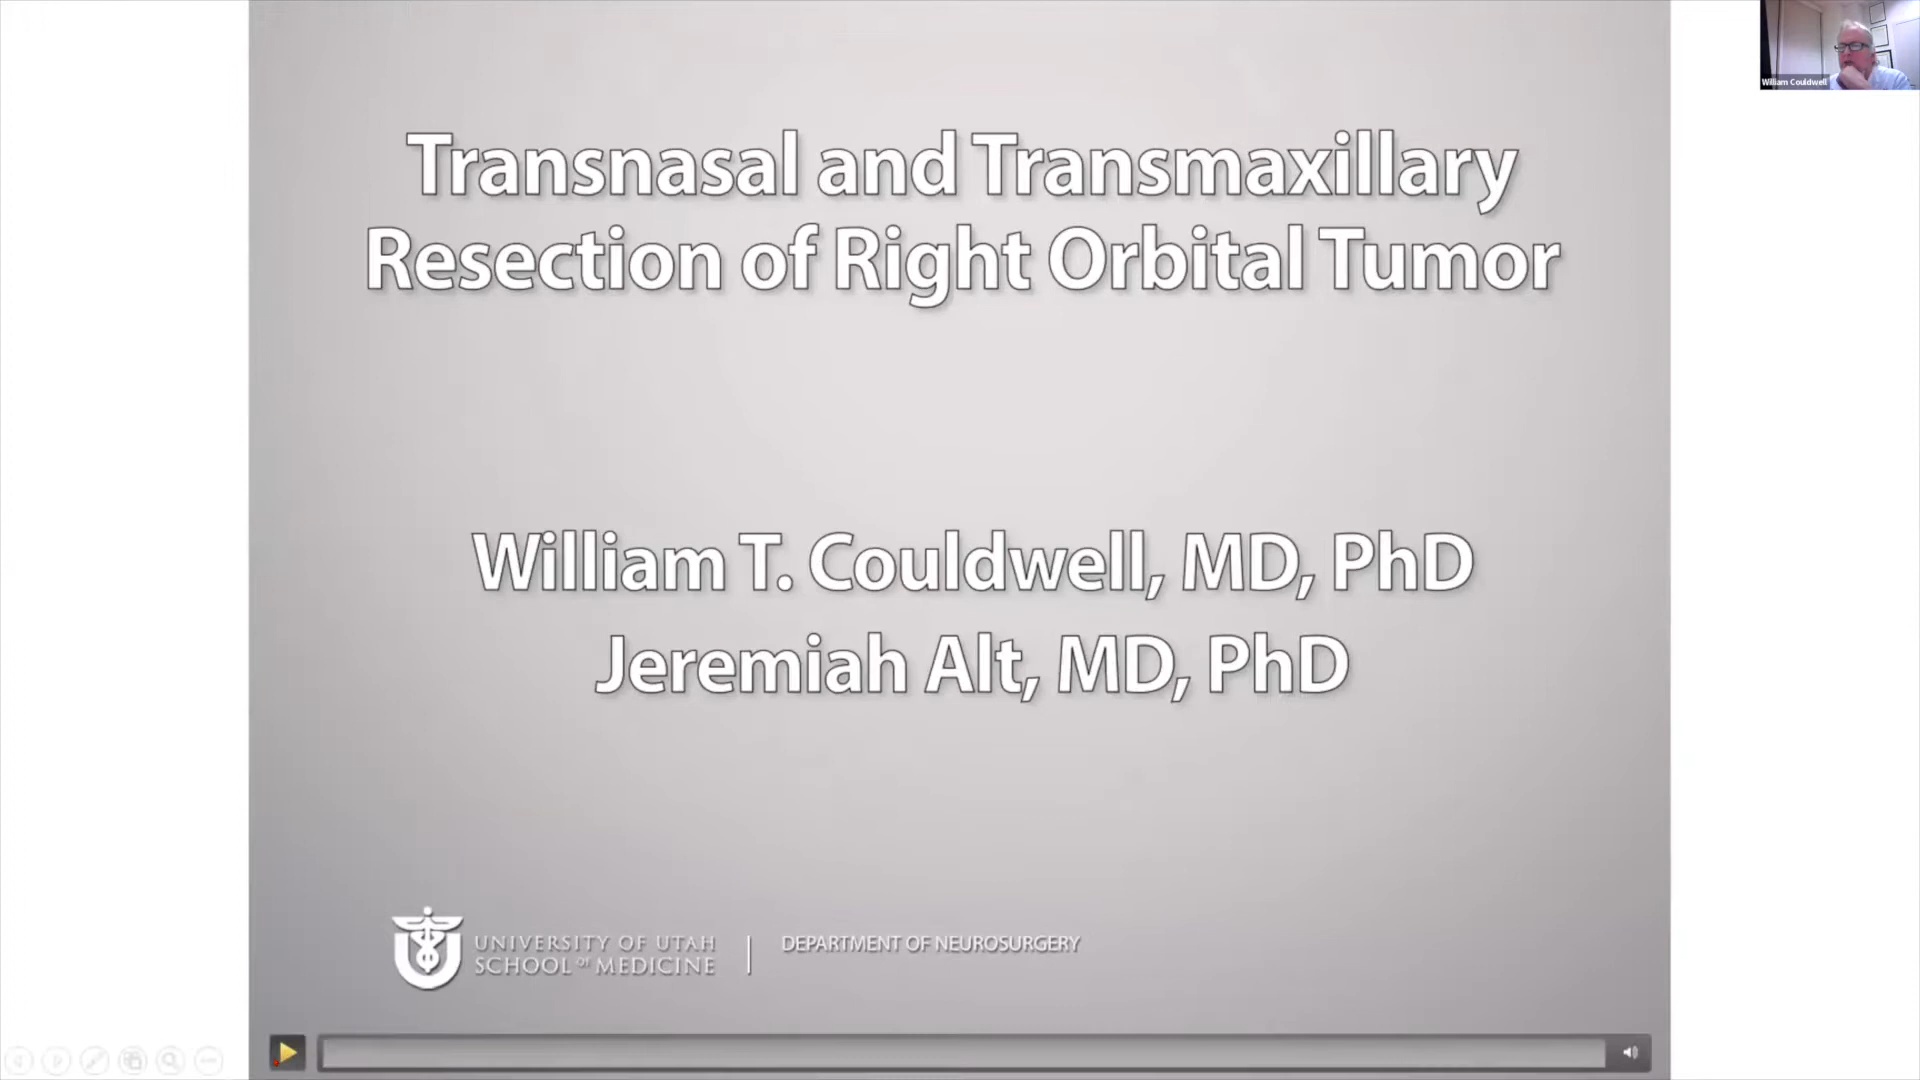 William Couldwell
Transnasal and Transmaxillary
Resection of Right Orbital Tumor
William T. Couldwell, MD, PhD
Jeremiah Alt, MD, PhD
UNIVERSITY OF UTAH
SCHOOL OF MEDICINE
DEPARTMENT OF NEUROSURGERY